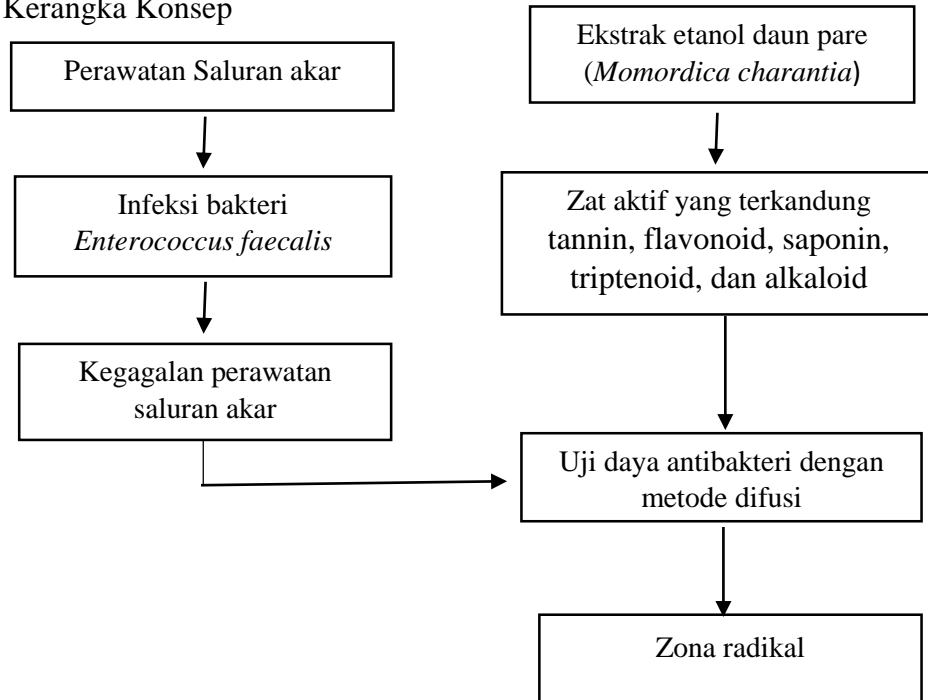 Kerangka Konsep
Perawatan Saluran akar
Infeksi bakteri
Enterococcus faecalis
Kegagalan perawatan
saluran akar
Ekstrak etanol daun pare
(Momordica charantia)
Zat aktif yang terkandung
tannin, flavonoid, saponin,
triptenoid, dan alkaloid
Uji daya antibakteri dengan
metode difusi
Zona radikal